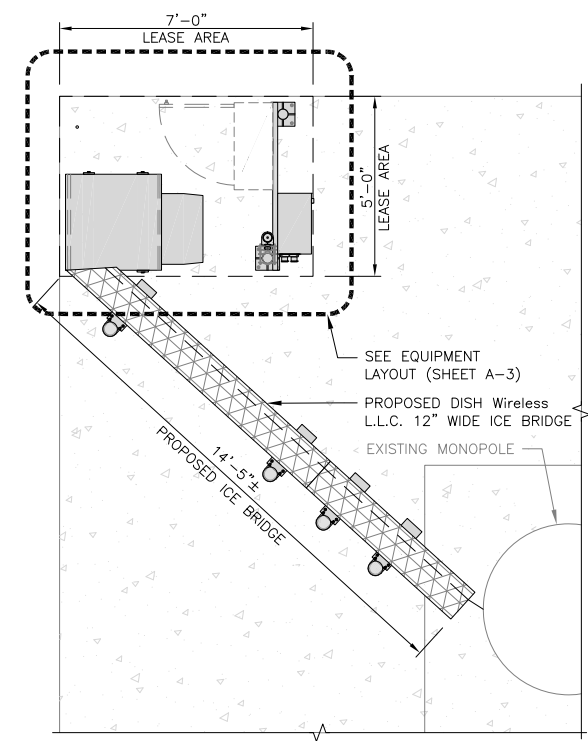 7'-0"
LEASE AREA
5'-0"
LEASE AREA
SEE EQUIPMENT
LAYOUT (SHEET A-3)
PROPOSED DISH Wireless
L.L.C. 12" WIDE ICE BRIDGE
EXISTING MONOPOLE
14'-5"±
PROPOSED ICE BRIDGE